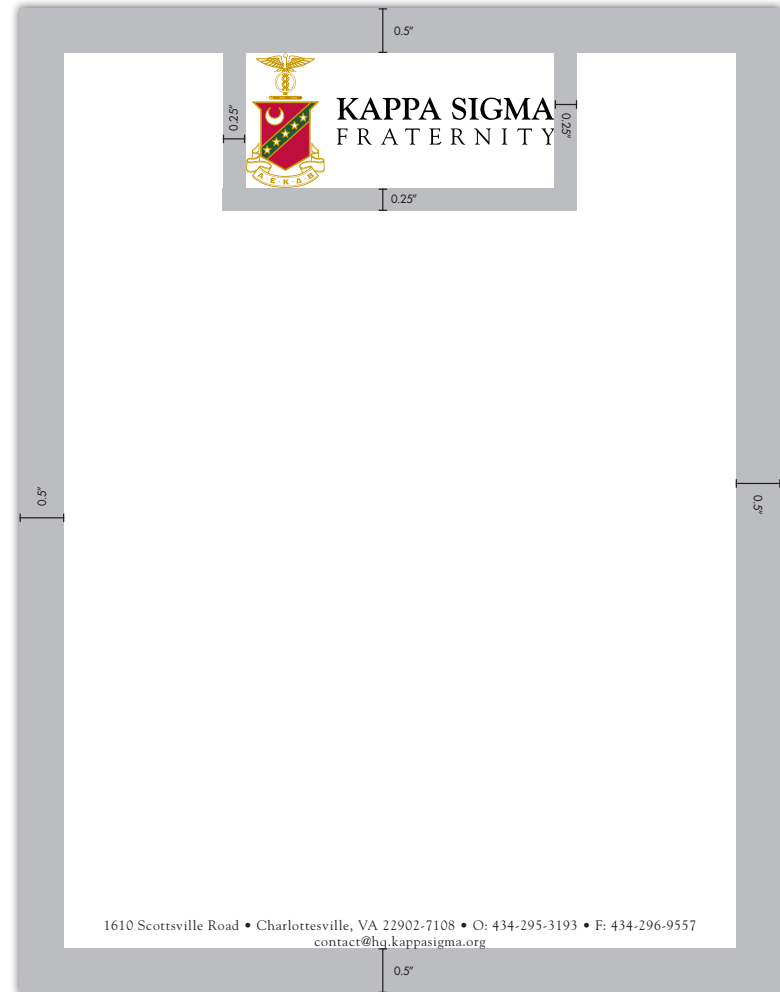 0.5"
0.25"
KAPPA SIGMA
FRATERNITY
0.25"
Α·Ε·Κ·Δ·Β
0.25"
0.5"
0.5"
1610 Scottsville Road • Charlottesville, VA 22902-7108 • O: 434-295-3193 • F: 434-296-9557
contact@hq.kappasigma.org
0.5"